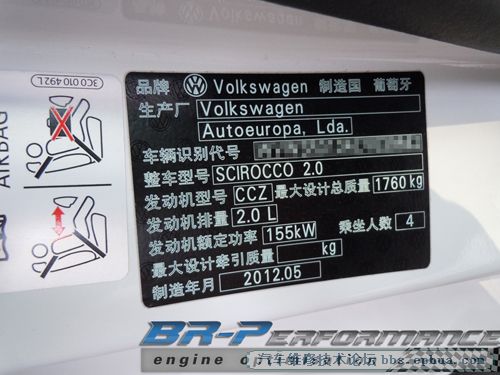 3C0 010 492L
AIRBAG
品牌 Volkswagen 制造国 葡萄牙
生产厂 Volkswagen
Autoeuropa, Lda.
车辆识别代号
整车型号 SCIROCCO 2.0
发动机型号 CCZ 最大设计总质量 1760 kg
发动机排量 2.0 L
发动机额定功率 155kW 乘坐人数 4
最大设计牵引质量 kg
制造年月 2012.05
BR-PERFORMANCE
engine op
汽车维修技术论坛 bbs.ephua.com